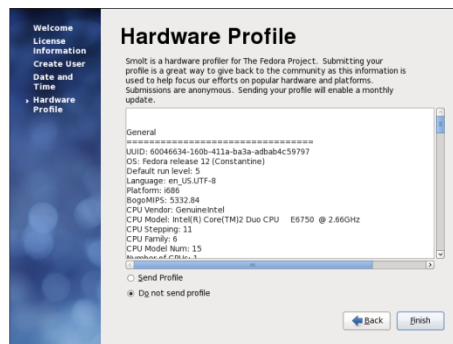 Welcome
License
Information
Create User
Date and
Time
Hardware
Profile
Hardware Profile
Smolt is a hardware profiler for The Fedora Project. Submitting your
profile is a great way to give back to the community as this information is
used to help focus our efforts on popular hardware and platforms.
Submissions are anonymous. Sending your profile will enable a monthly
update.
General
=================================
UUID: 60046634-160b-411a-ba3a-adbab4c59797
OS: Fedora release 12 (Constantine)
Default run level: 5
Language: en_US.UTF-8
Platform: i686
BogoMIPS: 5332.84
CPU Vendor: GenuineIntel
CPU Model: Intel(R) Core(TM)2 Duo CPU E6750 @ 2.66GHz
CPU Stepping: 11
CPU Family: 6
CPU Model Num: 15
Number of CPUs: 1
Send Profile
Do not send profile
Back
Finish